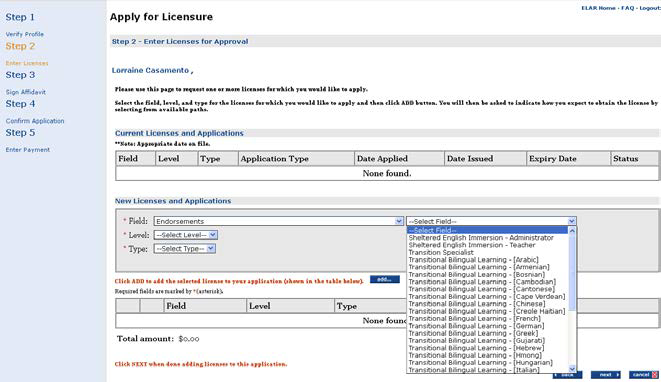 ELAR Home - FAQ - Logout
Step 1
Verify Profile
Step 2
Enter Licenses
Step 3
Sign Affidavit
Step 4
Confirm Application
Step 5
Enter Payment
Apply for Licensure
Step 2 - Enter Licenses for Approval
Lorraine Casamento ,
Please use this page to request one or more licenses for which you would like to apply.
Select the field, level, and type for the licenses for which you would like to apply and then click ADD button. You will then be asked to indicate how you expect to obtain the license by
selecting from available paths.
Current Licenses and Applications
**Note: Appropriate date on file.
Field Level Type Application Type Date Applied Date Issued Expiry Date Status
None found.
New Licenses and Applications
* Field: Endorsements --Select Field--
* Level: --Select Level--
* Type: --Select Type--
--Select Field--
Sheltered English Immersion - Administrator
Sheltered English Immersion - Teacher
Transition Specialist
Transitional Bilingual Learning - [Arabic]
Transitional Bilingual Learning - [Armenian]
Transitional Bilingual Learning - [Bosnian]
Transitional Bilingual Learning - [Cambodian]
Transitional Bilingual Learning - [Cantonese]
Transitional Bilingual Learning - [Cape Verdean]
Transitional Bilingual Learning - [Chinese]
Transitional Bilingual Learning - [Creole Haitian]
Transitional Bilingual Learning - [French]
Transitional Bilingual Learning - [German]
Transitional Bilingual Learning - [Greek]
Transitional Bilingual Learning - [Gujarati]
Transitional Bilingual Learning - [Hebrew]
Transitional Bilingual Learning - [Hmong]
Transitional Bilingual Learning - [Hungarian]
Transitional Bilingual Learning - [Italian]
Click ADD to add the selected license to your application (shown in the table below). add...
Required fields are marked by * (asterisk).
Field Level Type
None found
Total amount: $0.00
Click NEXT when done adding licenses to this application.
back next cancel